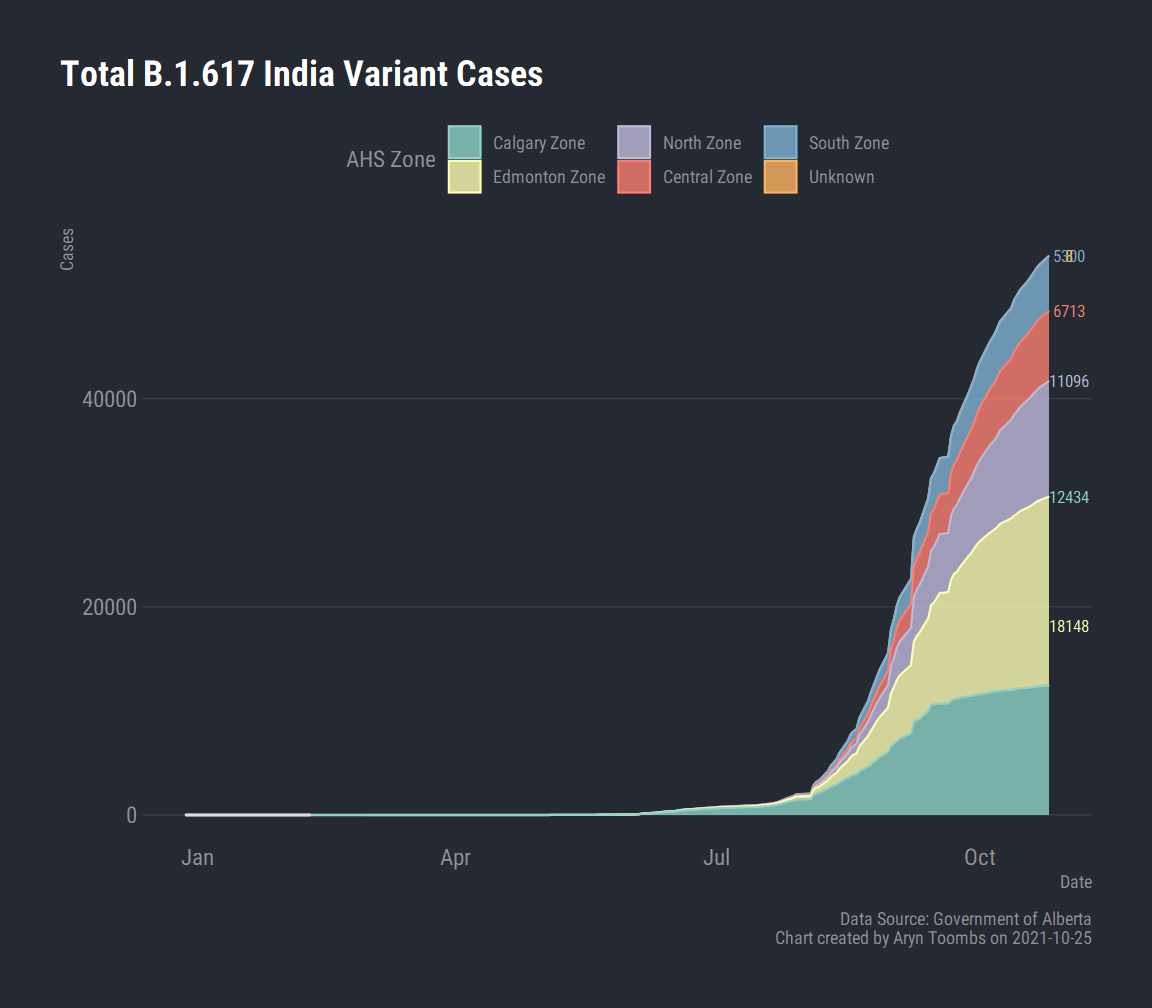 Total B.1.617 India Variant Cases
AHS Zone
Calgary Zone North Zone South Zone
Edmonton Zone Central Zone Unknown
Cases
5300
8
6713
11096
40000
12434
20000
18148
0
Jan Apr Jul Oct
Date
Data Source: Government of Alberta
Chart created by Aryn Toombs on 2021-10-25